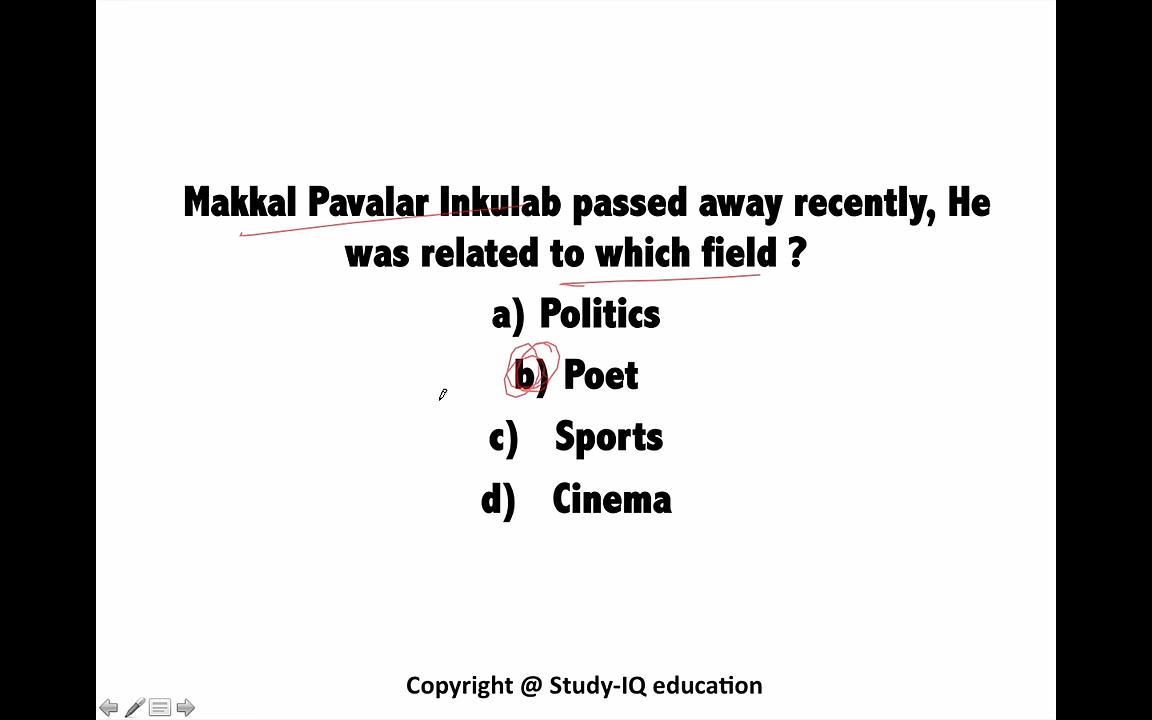 Makkal Pavalar Inkulab passed away recently, He
was related to which field ?
a) Politics
b) Poet
c) Sports
d) Cinema
Copyright @ Study-IQ education